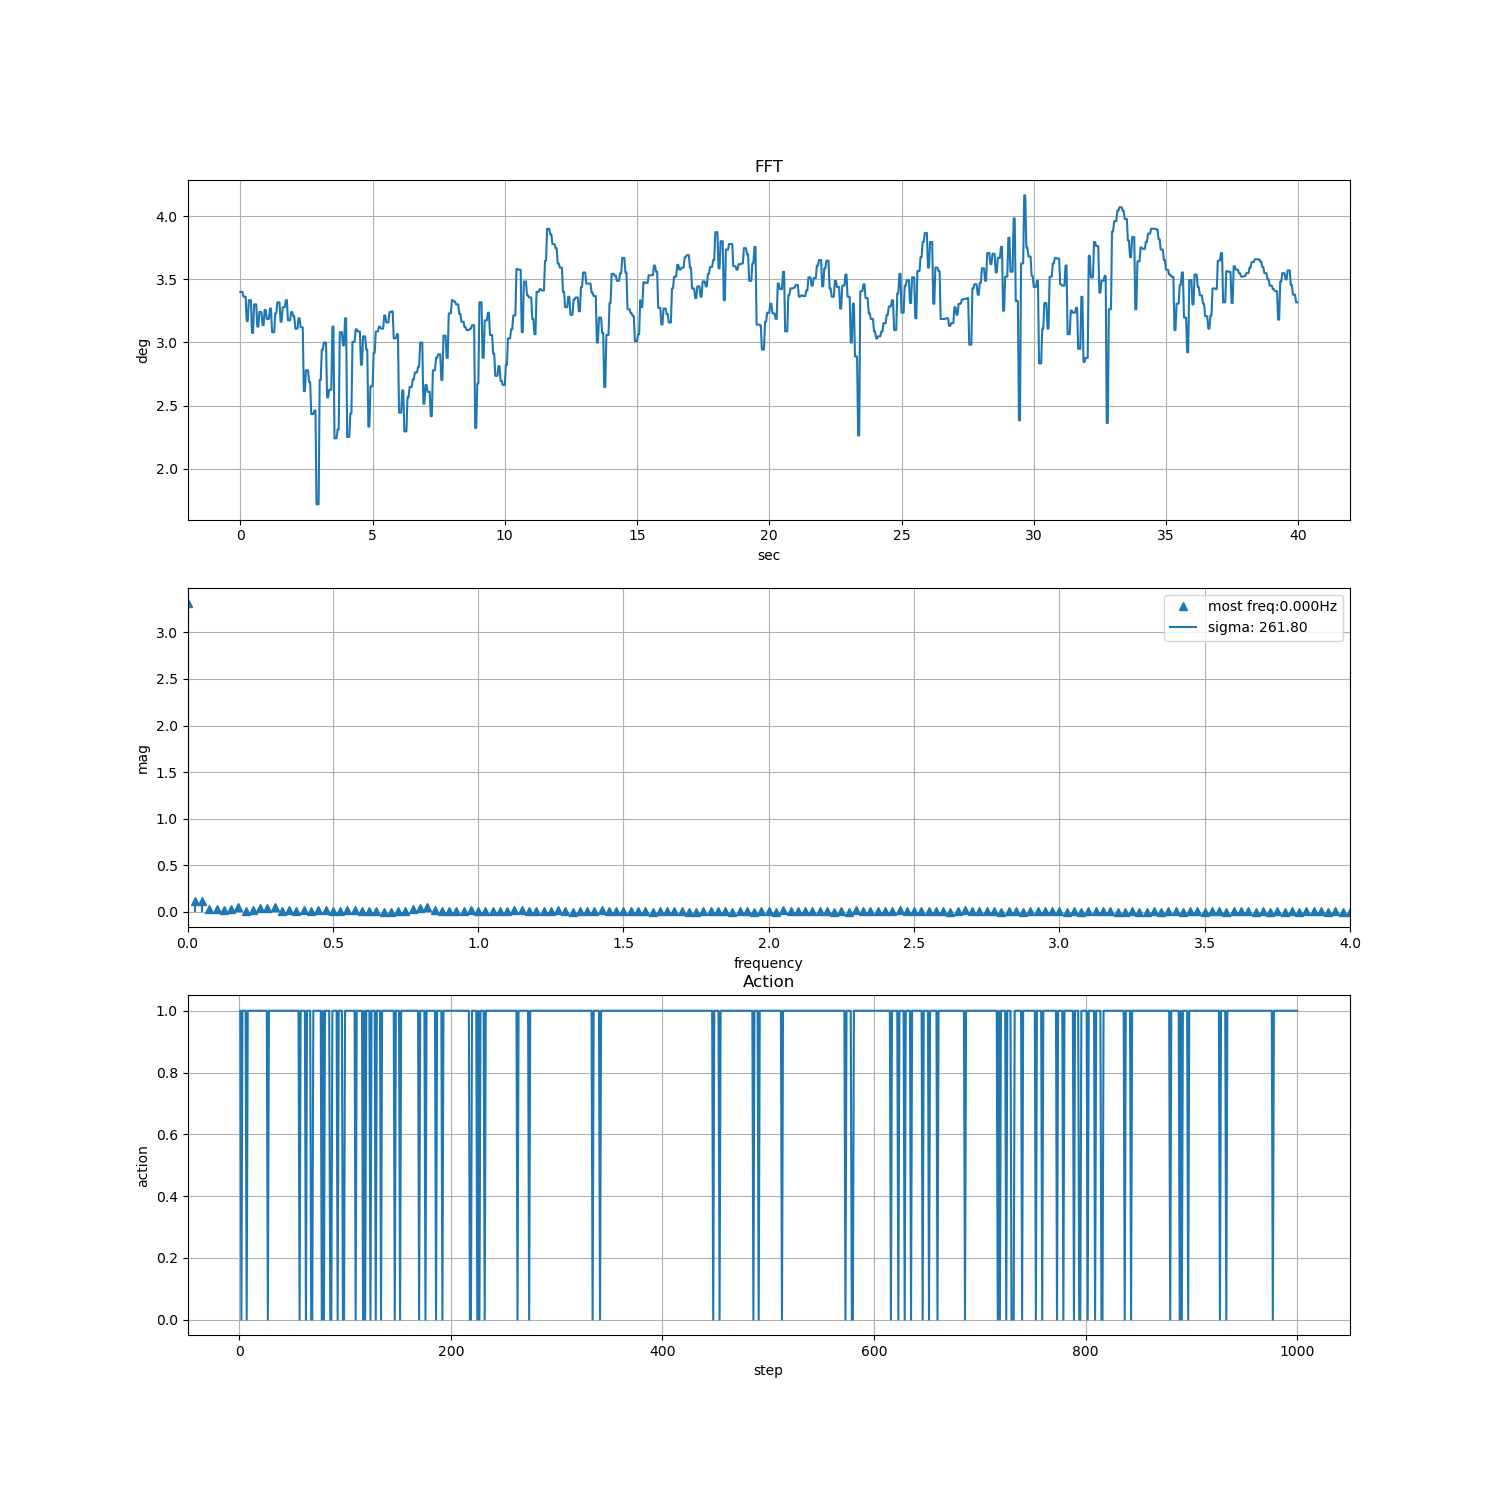 FFT
4.0
3.5
3.0
2.5
2.0
deg
0 5 10 15 20 25 30 35 40
sec
most freq:0.000Hz
sigma: 261.80
3.0
2.5
2.0
1.5
1.0
0.5
0.0
mag
0.0 0.5 1.0 1.5 2.0 2.5 3.0 3.5 4.0
frequency
Action
1.0
0.8
0.6
0.4
0.2
0.0
action
0 200 400 600 800 1000
step